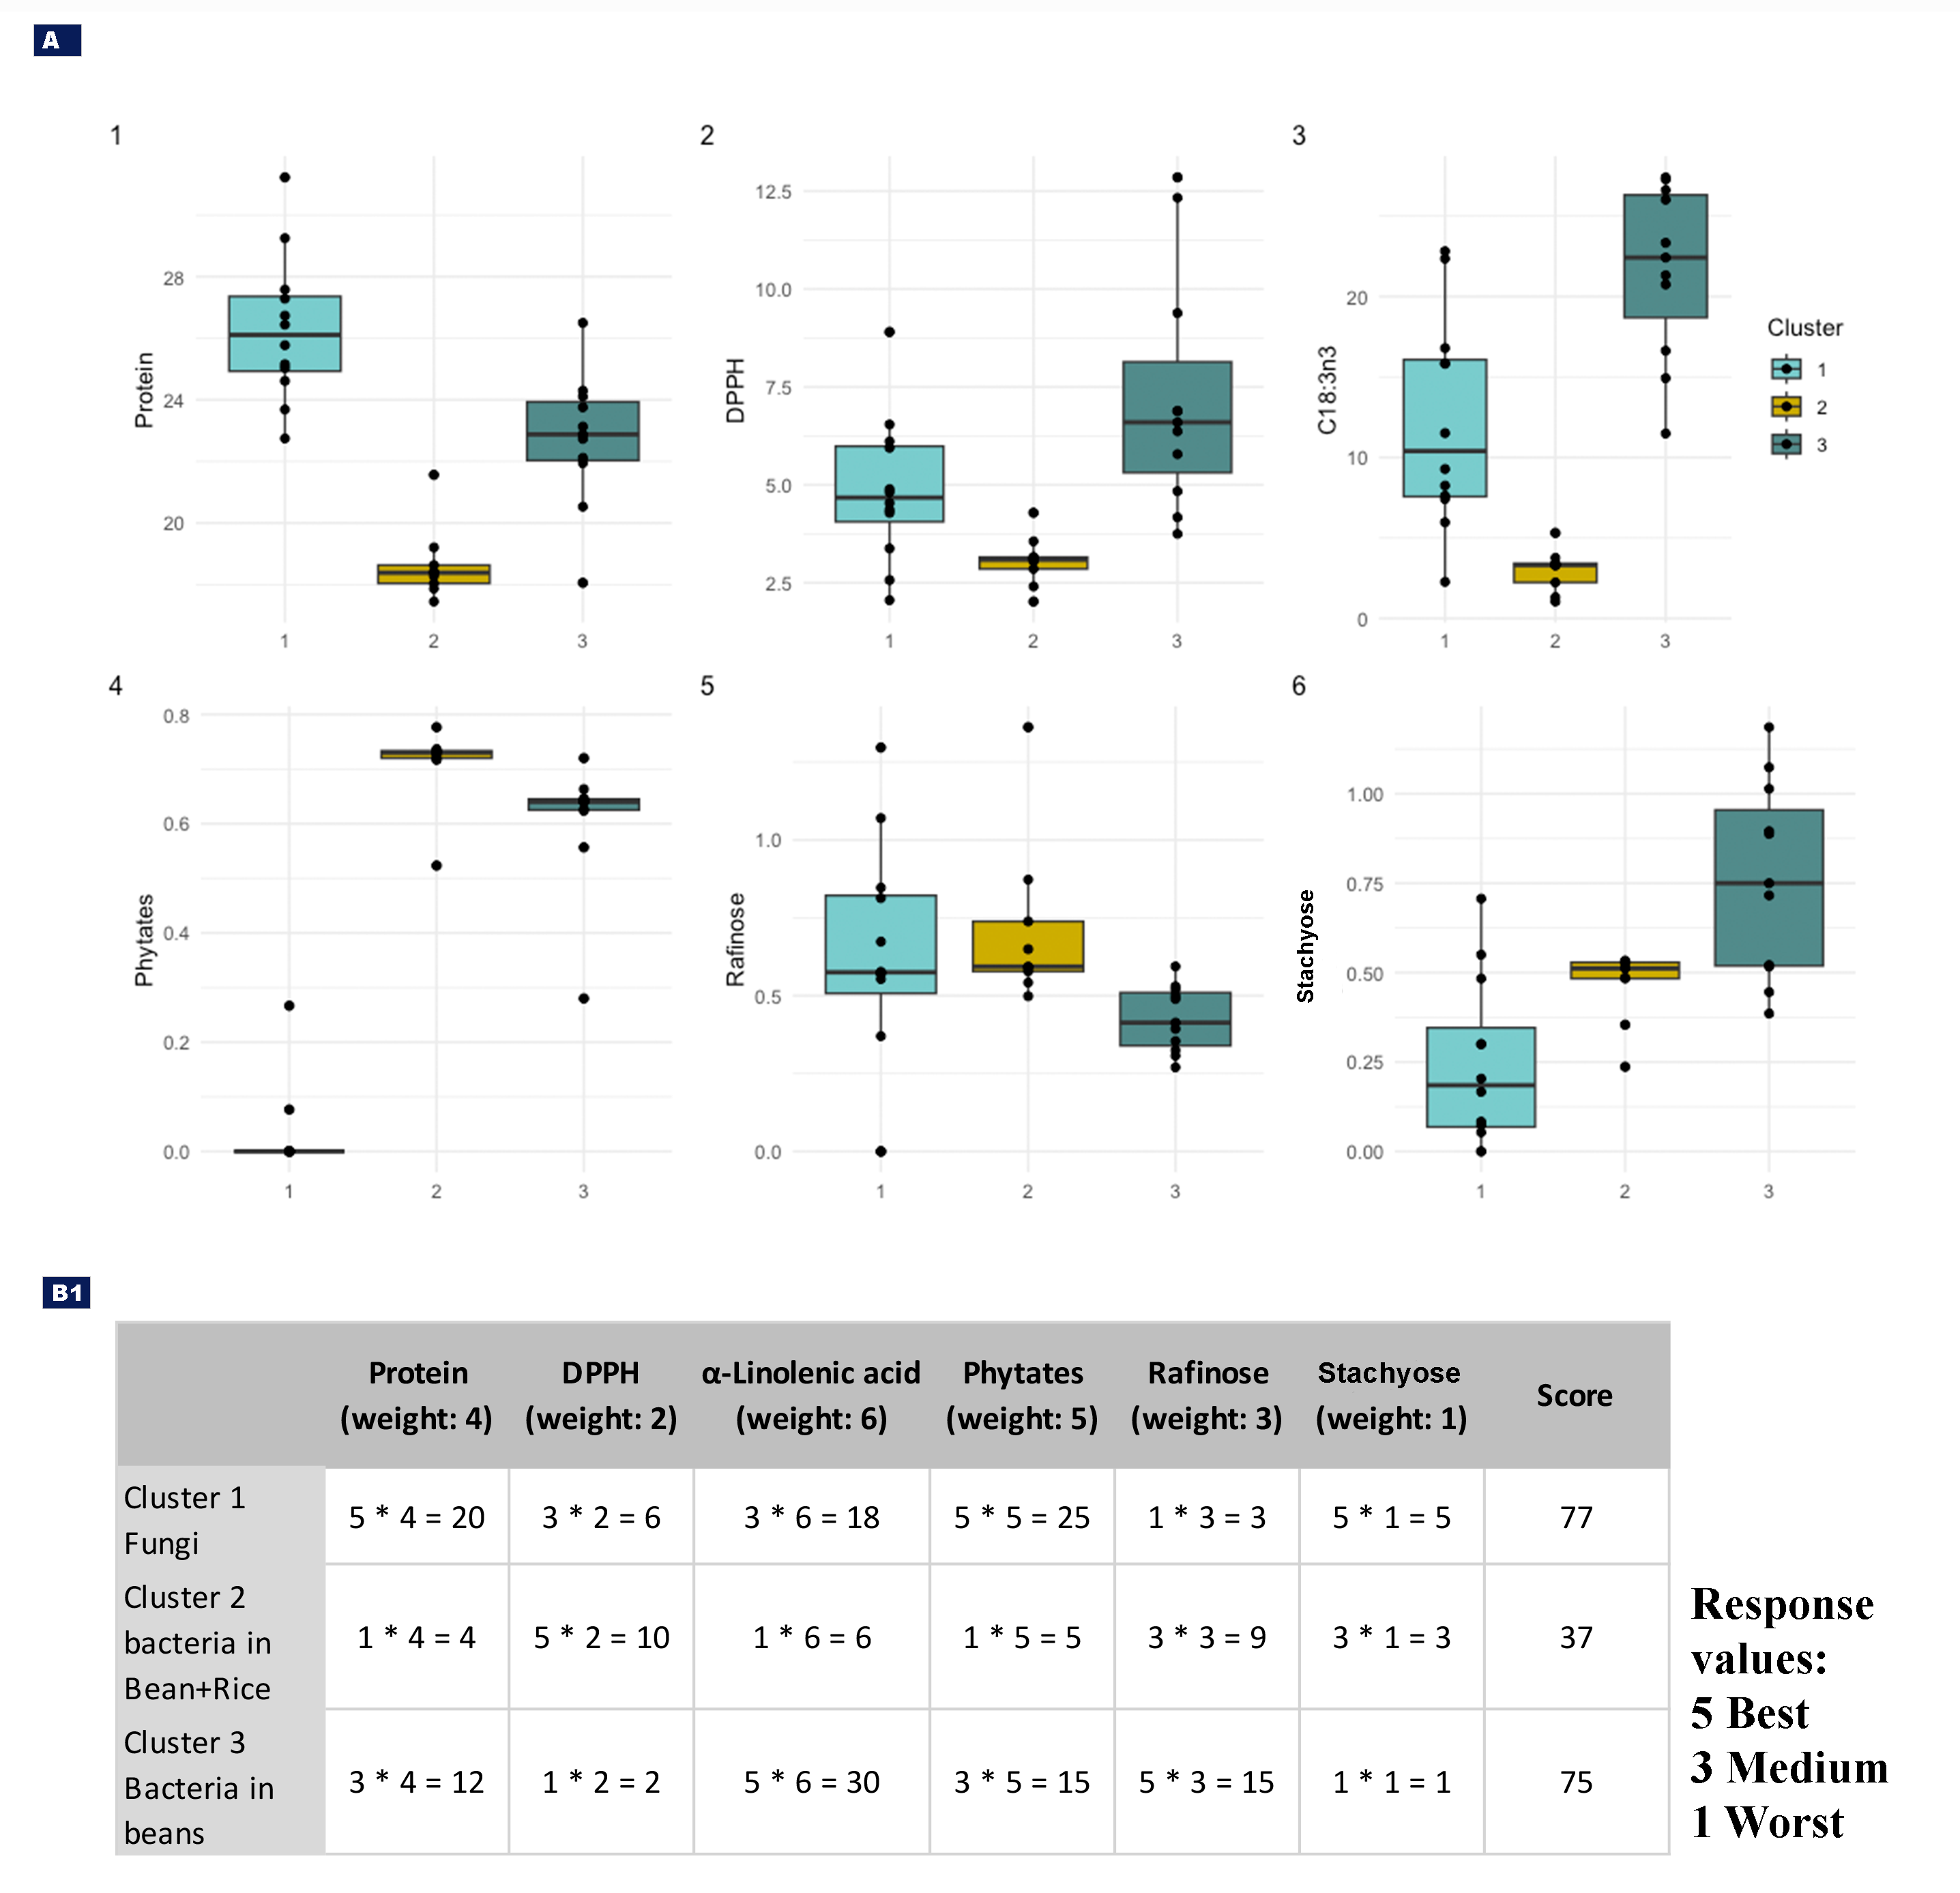 A
1
Protein
28
24
20
1 2 3
2
DPPH
12.5
10.0
7.5
5.0
2.5
1 2 3
3
C18:3n3
20
10
0
1 2 3
Cluster
1
2
3
4
Phytates
0.8
0.6
0.4
0.2
0.0
1 2 3
5
Rafinose
1.0
0.5
0.0
1 2 3
6
Stachyose
1.00
0.75
0.50
0.25
0.00
1 2 3
B1
Protein (weight: 4)
DPPH (weight: 2)
α-Linolenic acid (weight: 6)
Phytates (weight: 5)
Rafinose (weight: 3)
Stachyose (weight: 1)
Score
Cluster 1 Fungi
5 * 4 = 20
3 * 2 = 6
3 * 6 = 18
5 * 5 = 25
1 * 3 = 3
5 * 1 = 5
77
Cluster 2 bacteria in Bean+Rice
1 * 4 = 4
5 * 2 = 10
1 * 6 = 6
1 * 5 = 5
3 * 3 = 9
3 * 1 = 3
37
Cluster 3 Bacteria in beans
3 * 4 = 12
1 * 2 = 2
5 * 6 = 30
3 * 5 = 15
5 * 3 = 15
1 * 1 = 1
75
Response
values:
5 Best
3 Medium
1 Worst